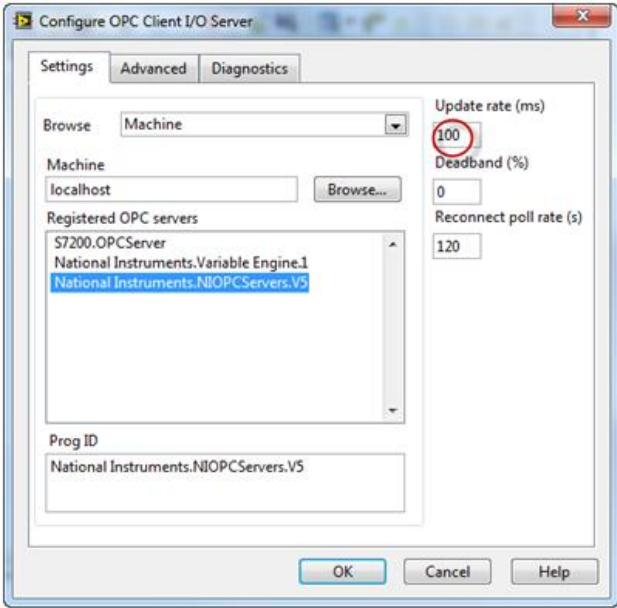 Configure OPC Client I/O Server
Settings
Advanced
Diagnostics
Browse
Machine
Machine
localhost
Browse...
Registered OPC servers
S7200.OPCServer
National Instruments.Variable Engine.1
National Instruments.NIOPCServers.V5
Prog ID
National Instruments.NIOPCServers.V5
Update rate (ms)
100
Deadband (%)
0
Reconnect poll rate (s)
120
OK
Cancel
Help